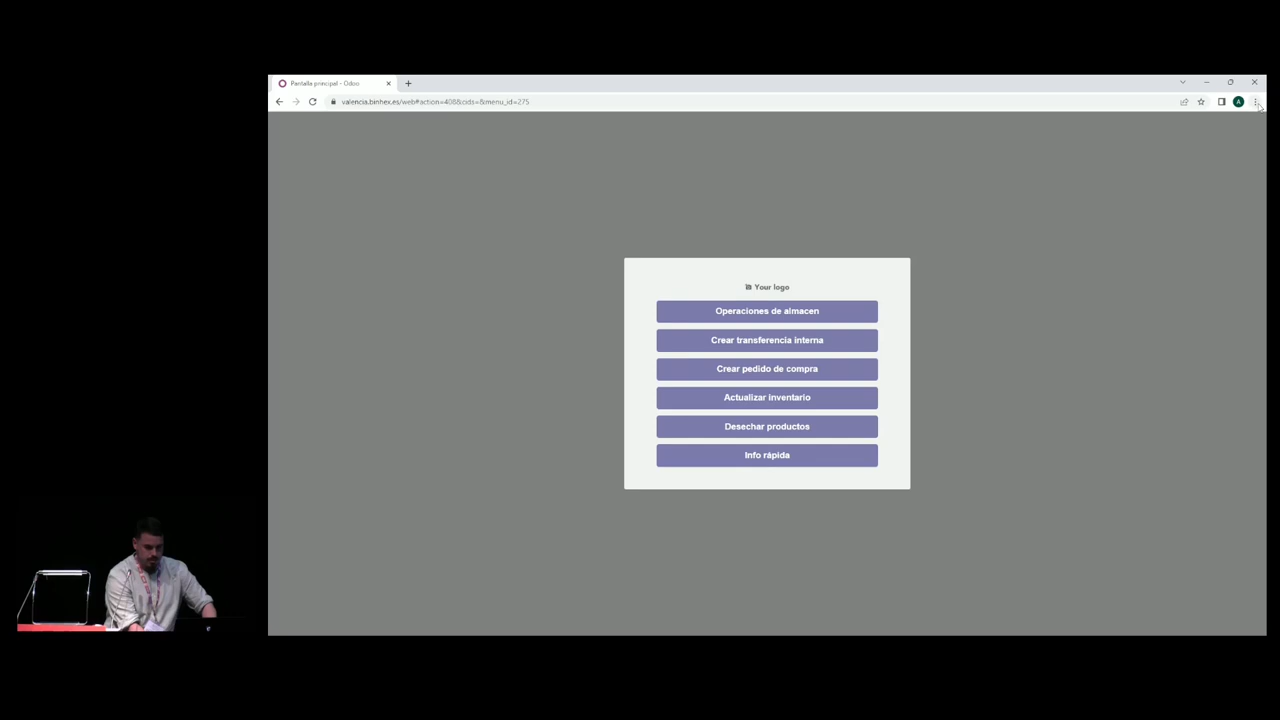 Pantalla principal - Odoo
valencia.binhex.es/web#action=408&cids=&menu_id=275
A
Your logo
Operaciones de almacen
Crear transferencia interna
Crear pedido de compra
Actualizar inventario
Desechar productos
Info rápida